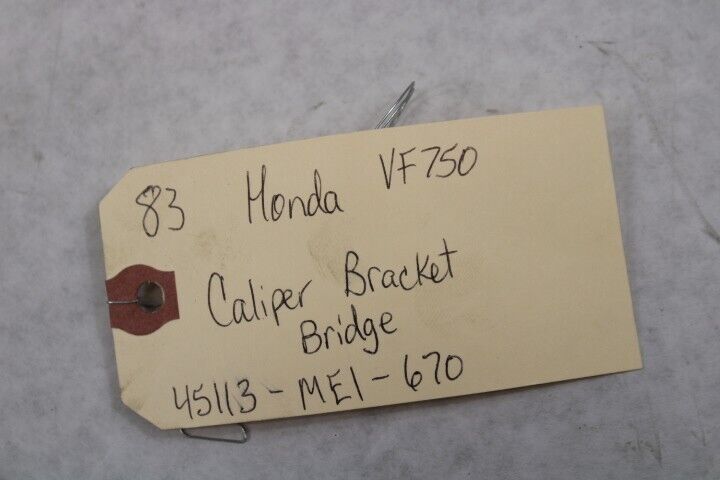 83 Honda VF750
Caliper Bracket
Bridge
45113-ME1-670